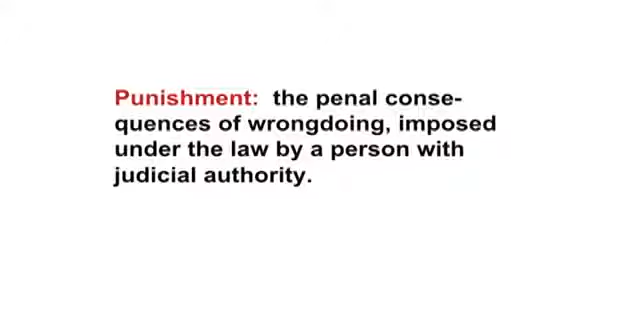 Punishment: the penal conse-
quences of wrongdoing, imposed
under the law by a person with
judicial authority.